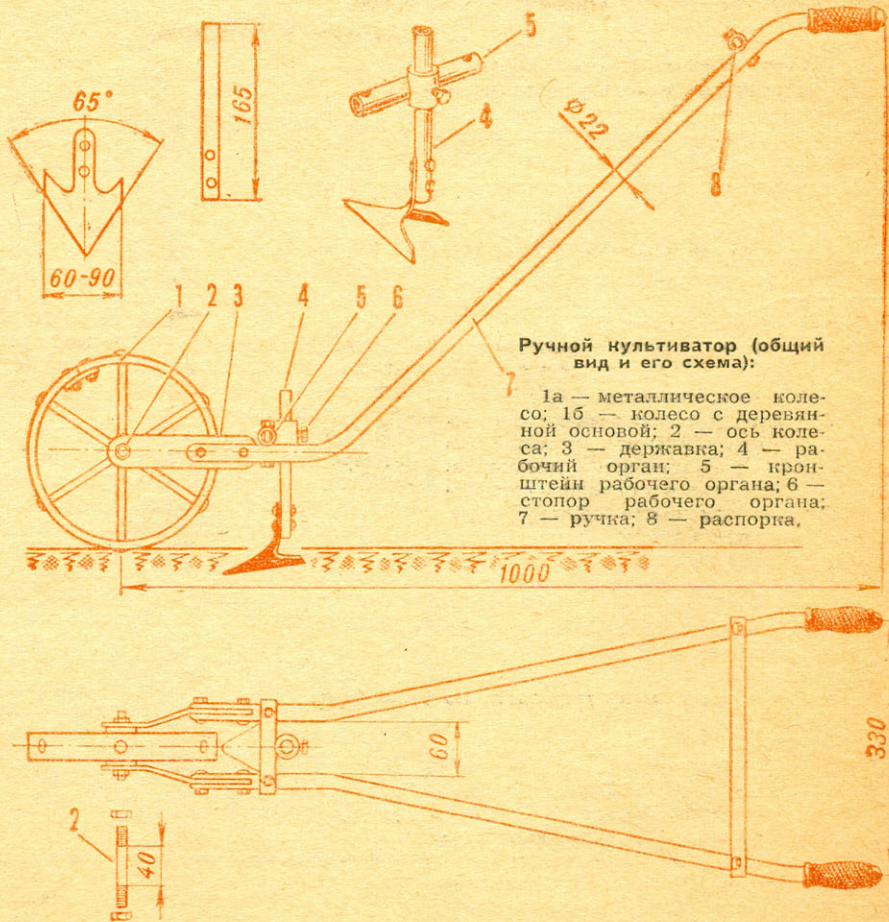 65°
165
5
4
Ø22
8
60-90
1 2 3 4 5 6
7
Ручной культиватор (общий
вид и его схема):
1а — металлическое коле-
со; 1б — колесо с деревян-
ной основой; 2 — ось коле-
са; 3 — державка; 4 — ра-
бочий орган; 5 — крон-
штейн рабочего органа; 6 —
стопор рабочего органа;
7 — ручка; 8 — распорка.
1000
60
330
2
40